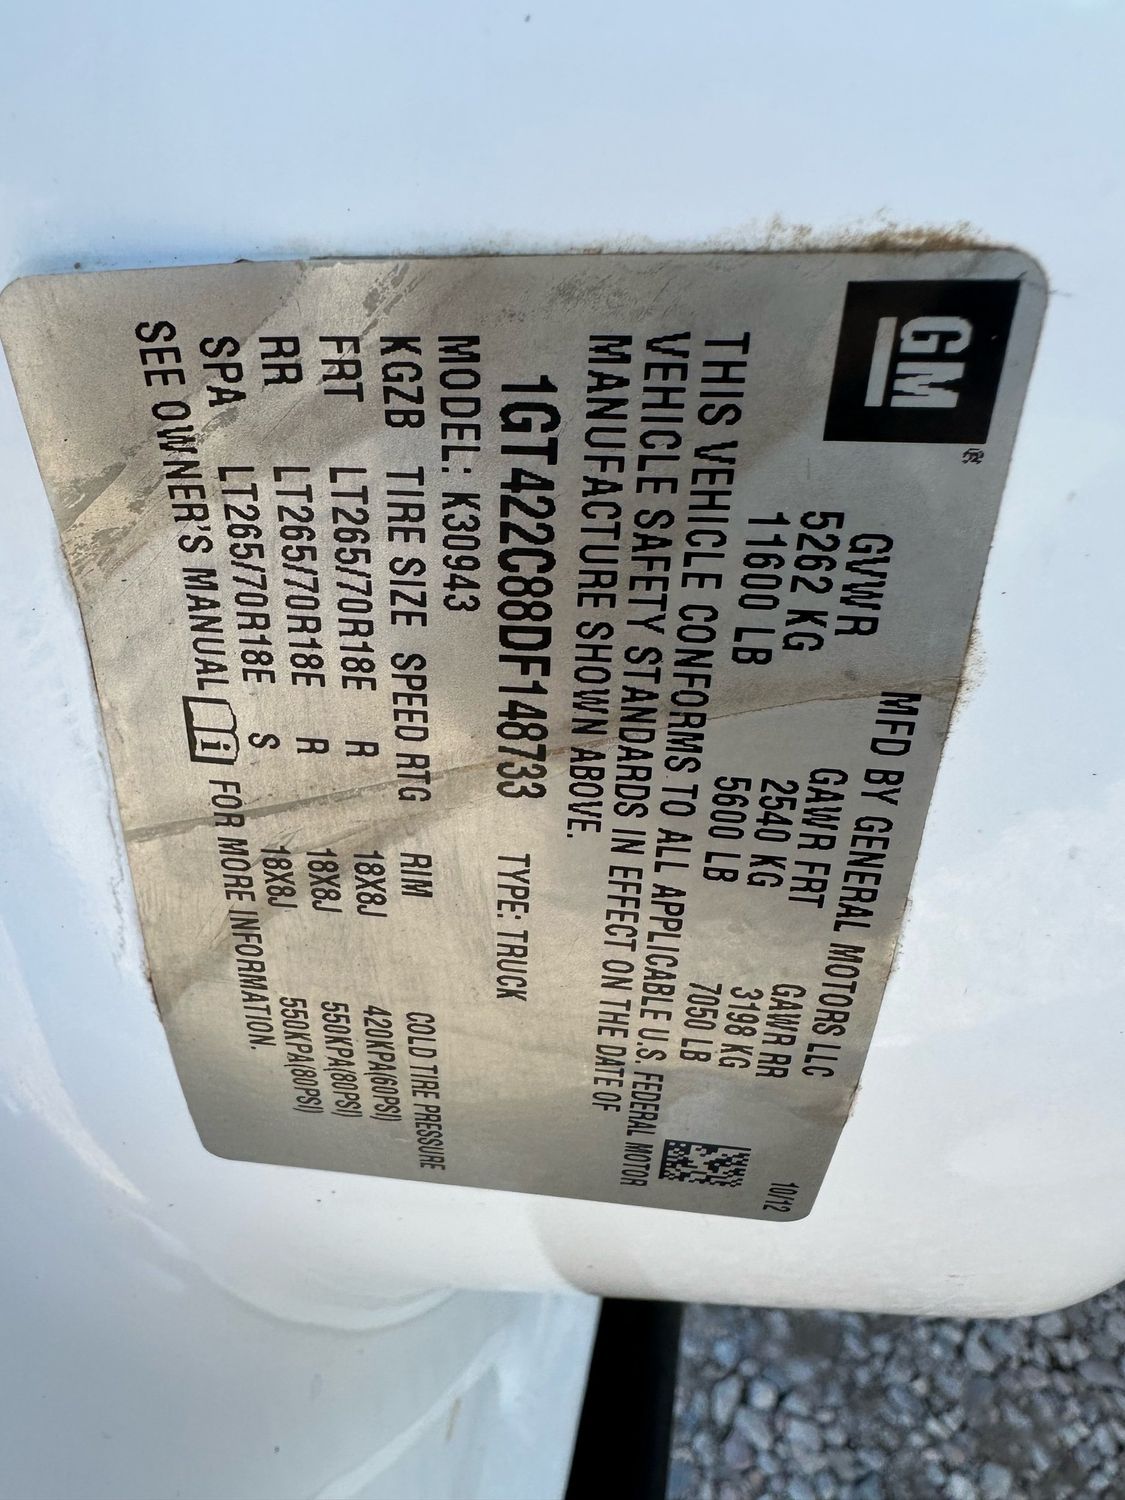 GM
MFD BY GENERAL MOTORS LLC 10/12
GVWR GAWR FRT GAWR RR
5262 KG 2540 KG 3198 KG
11600 LB 5600 LB 7050 LB
THIS VEHICLE CONFORMS TO ALL APPLICABLE U.S. FEDERAL MOTOR
VEHICLE SAFETY STANDARDS IN EFFECT ON THE DATE OF
MANUFACTURE SHOWN ABOVE.
1GT422C88DF148733 TYPE: TRUCK
MODEL: K30943
KGZB TIRE SIZE SPEED RTG RIM COLD TIRE PRESSURE
FRT LT265/70R18E R 18X8J 420KPA(60PSI)
RR LT265/70R18E R 18X8J 550KPA(80PSI)
SPA LT265/70R18E S 18X8J 550KPA(80PSI)
SEE OWNER'S MANUAL i FOR MORE INFORMATION.